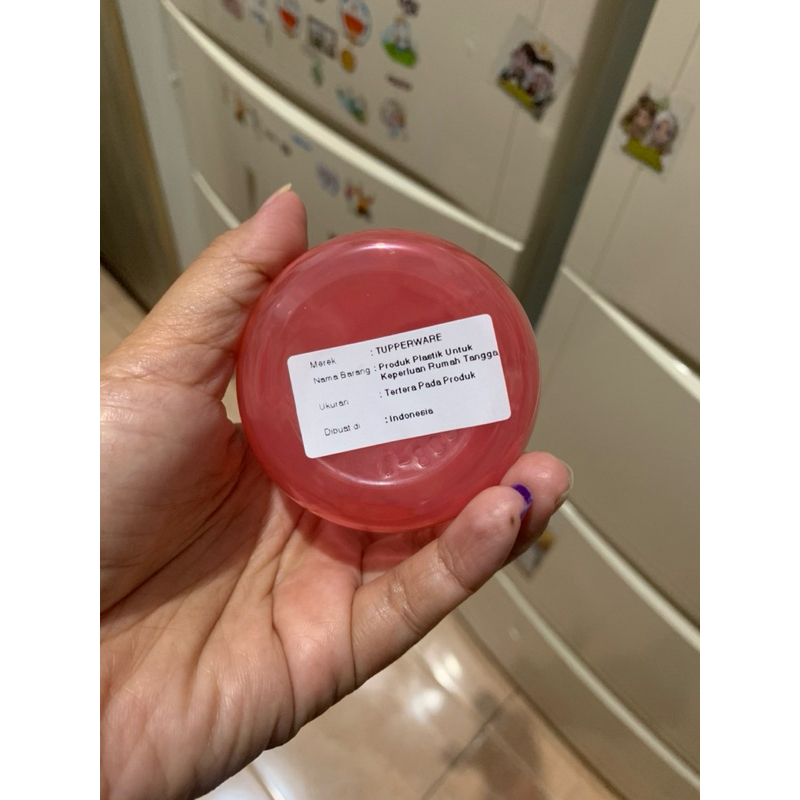 Merek : TUPPERWARE
Nama Barang : Produk Plastik Untuk
Keperluan Rumah Tangga
Ukuran : Tertera Pada Produk
Dibuat di : Indonesia